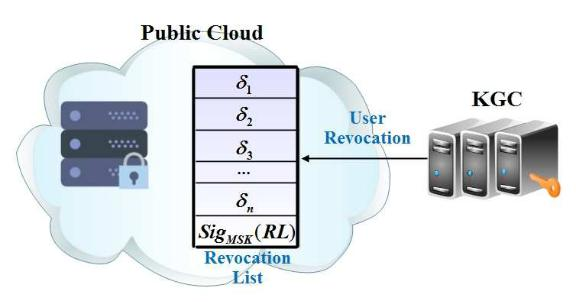 Public Cloud
δ1
δ2
δ3
...
δn
SigMSK(RL)
Revocation
List
User
Revocation
KGC